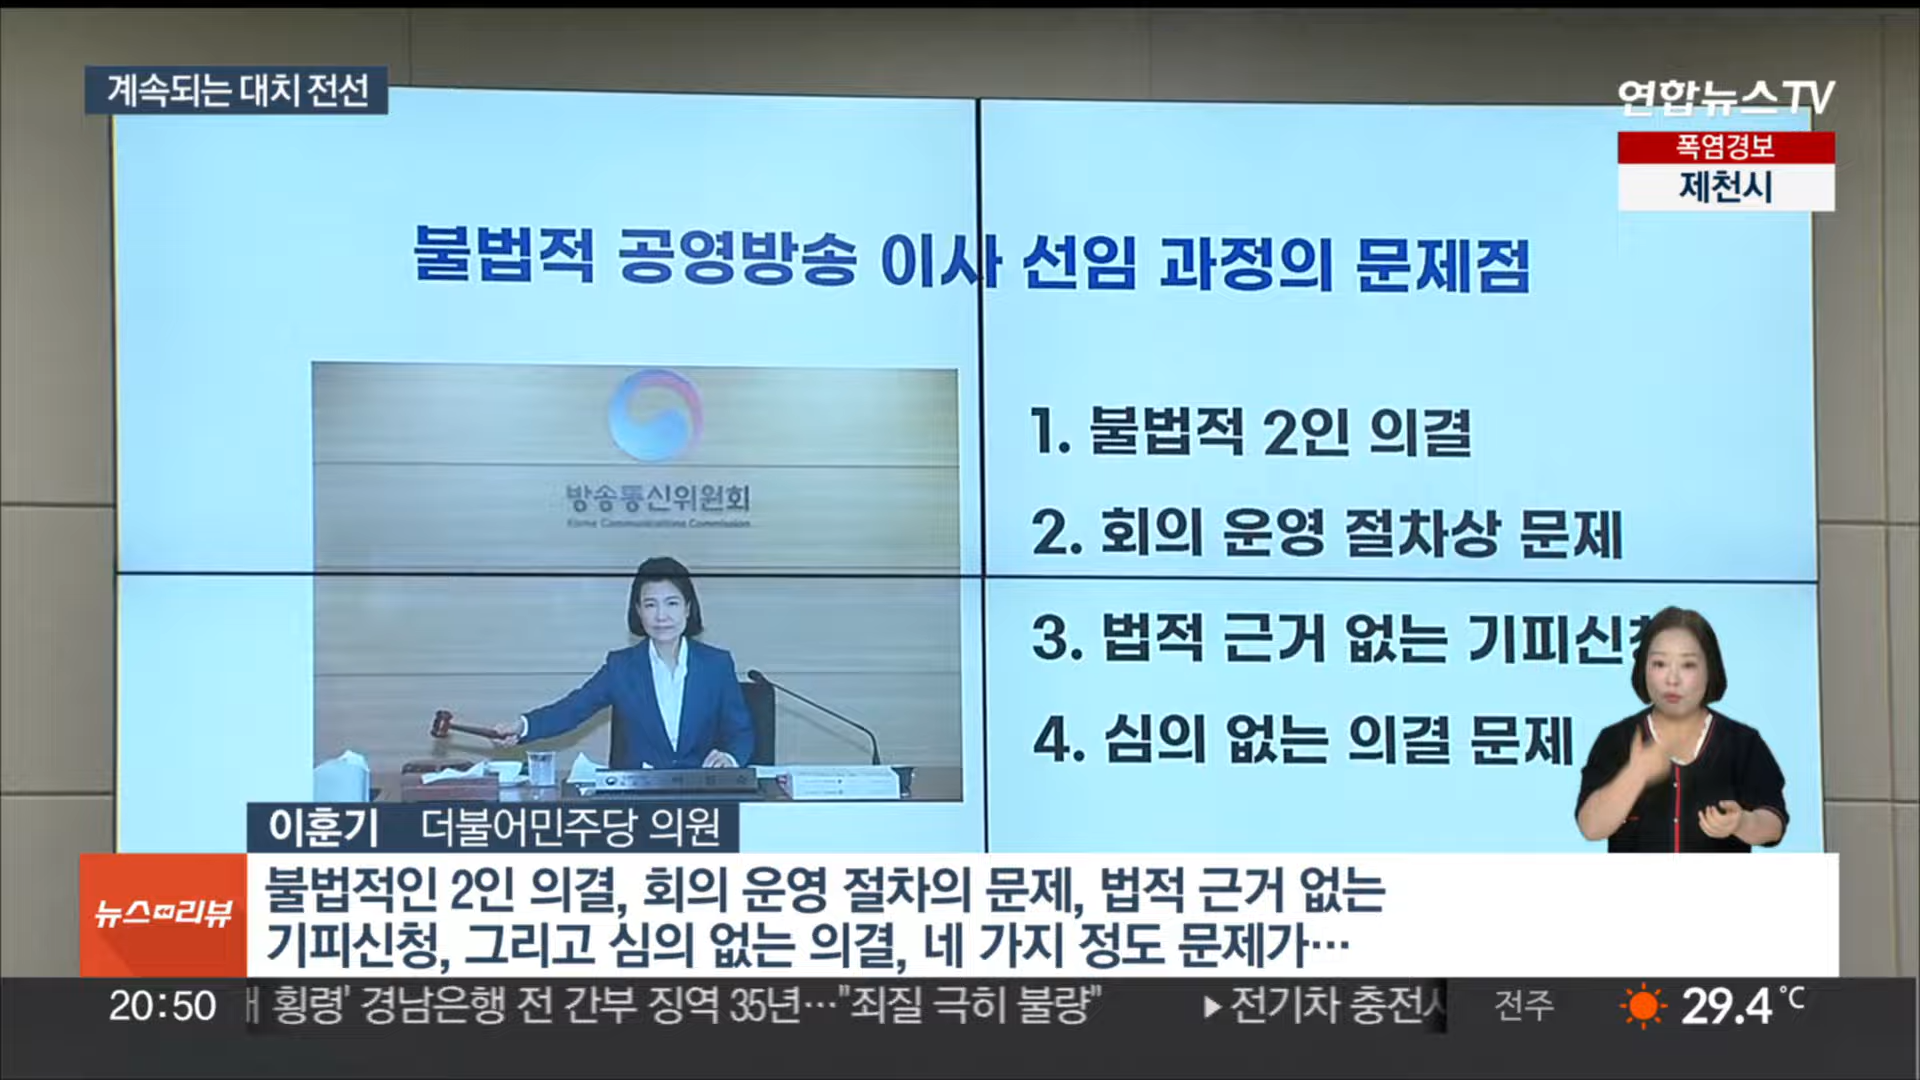 계속되는 대치 전선
연합뉴스TV
폭염경보
제천시
불법적 공영방송 이사 선임 과정의 문제점
방송통신위원회
Korea Communications Commission
1. 불법적 2인 의결
2. 회의 운영 절차상 문제
3. 법적 근거 없는 기피신청
4. 심의 없는 의결 문제
이훈기 더불어민주당 의원
뉴스리뷰
불법적인 2인 의결, 회의 운영 절차의 문제, 법적 근거 없는
기피신청, 그리고 심의 없는 의결, 네 가지 정도 문제가…
20:50 횡령' 경남은행 전 간부 징역 35년…"죄질 극히 불량" ▶전기차 충전 전주 29.4℃